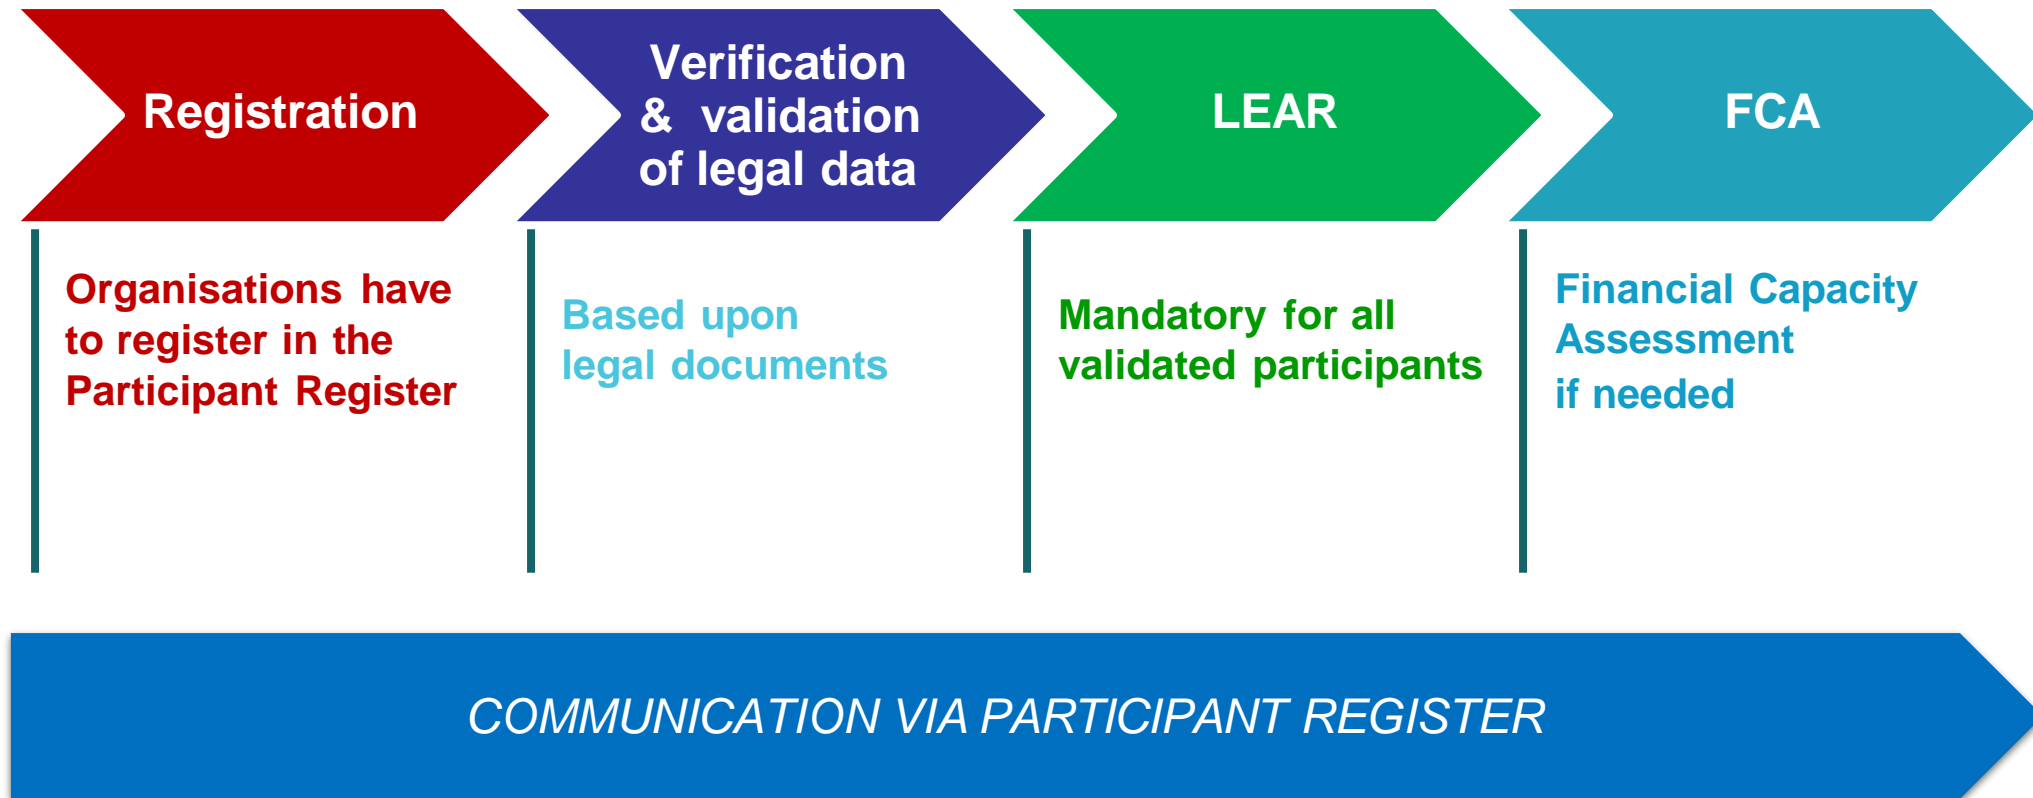 Registration
Verification
& validation
of legal data
LEAR
FCA
Organisations have
to register in the
Participant Register
Based upon
legal documents
Mandatory for all
validated participants
Financial Capacity
Assessment
if needed
COMMUNICATION VIA PARTICIPANT REGISTER